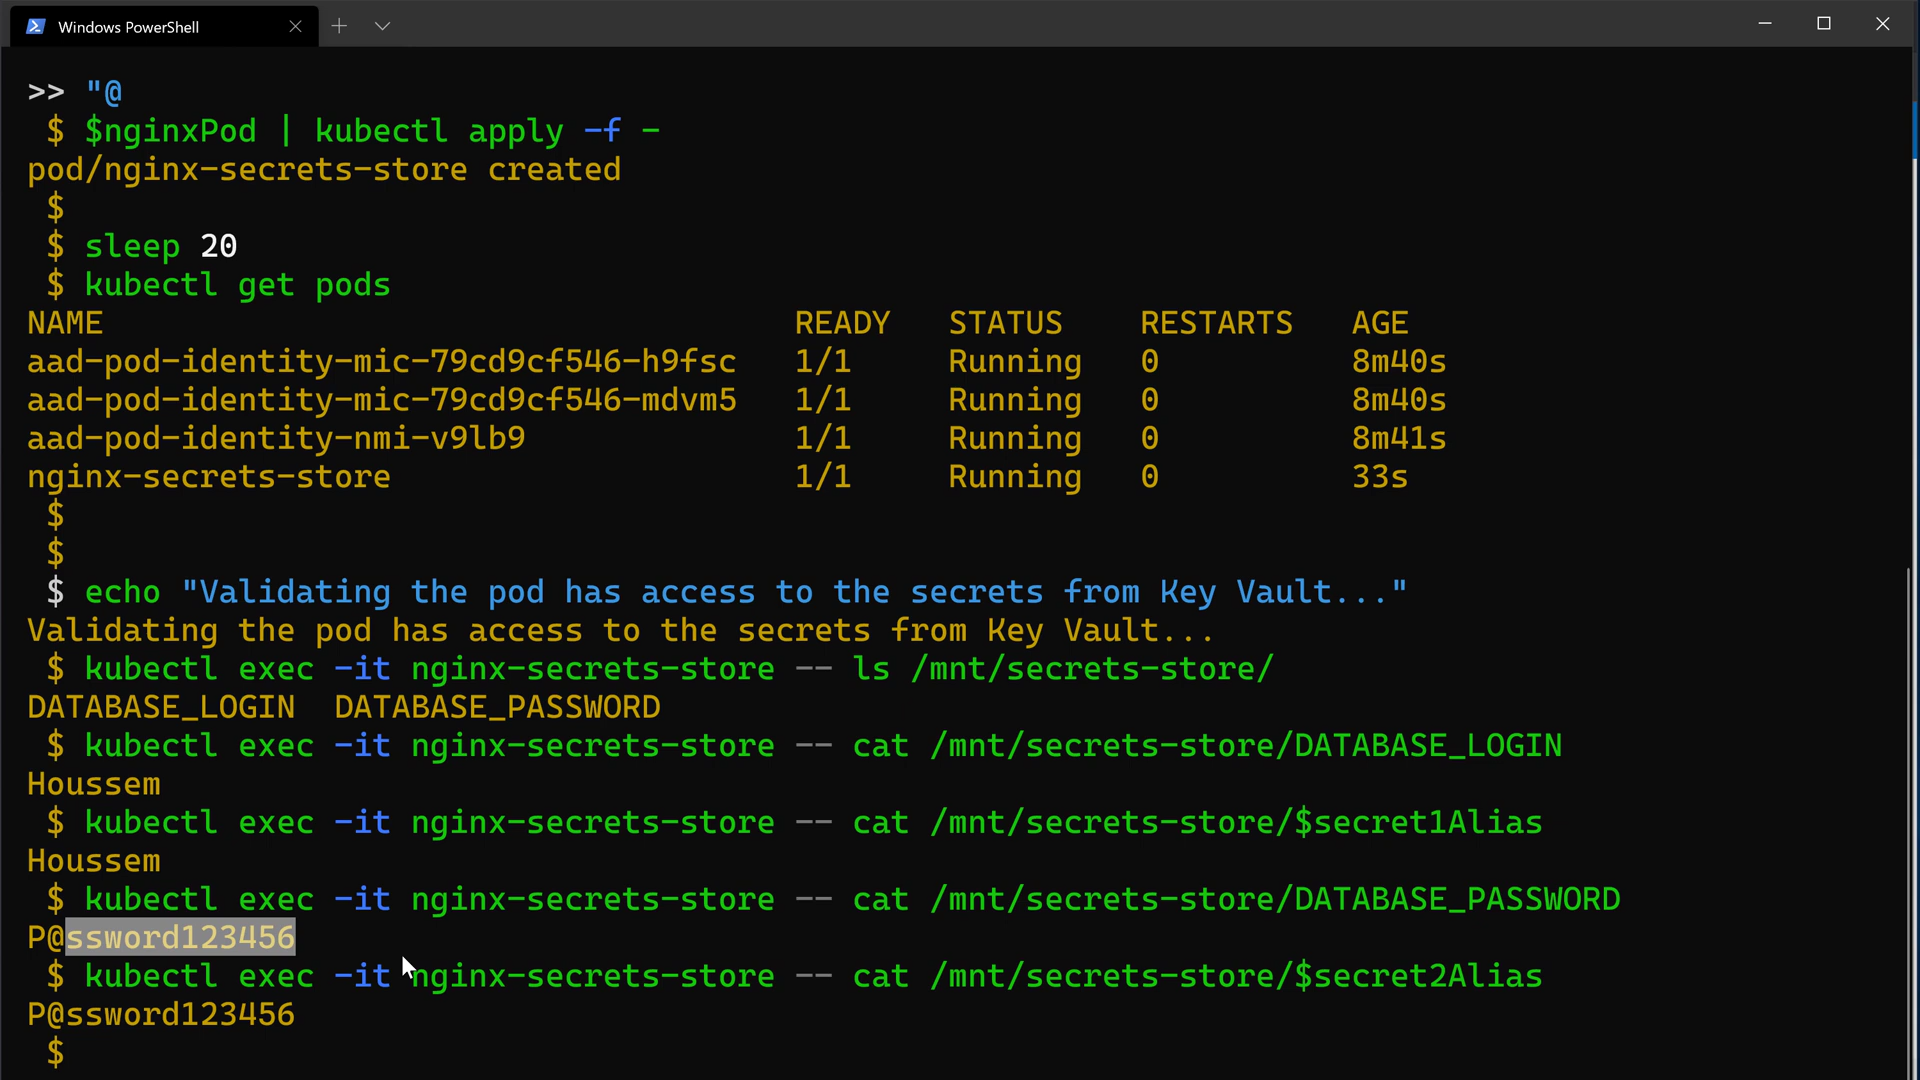 Windows PowerShell
>> "@
$ $nginxPod | kubectl apply -f -
pod/nginx-secrets-store created
$
$ sleep 20
$ kubectl get pods
NAME READY STATUS RESTARTS AGE
aad-pod-identity-mic-79cd9cf546-h9fsc 1/1 Running 0 8m40s
aad-pod-identity-mic-79cd9cf546-mdvm5 1/1 Running 0 8m40s
aad-pod-identity-nmi-v9lb9 1/1 Running 0 8m41s
nginx-secrets-store 1/1 Running 0 33s
$
$
$ echo "Validating the pod has access to the secrets from Key Vault..."
Validating the pod has access to the secrets from Key Vault...
$ kubectl exec -it nginx-secrets-store -- ls /mnt/secrets-store/
DATABASE_LOGIN DATABASE_PASSWORD
$ kubectl exec -it nginx-secrets-store -- cat /mnt/secrets-store/DATABASE_LOGIN
Houssem
$ kubectl exec -it nginx-secrets-store -- cat /mnt/secrets-store/$secret1Alias
Houssem
$ kubectl exec -it nginx-secrets-store -- cat /mnt/secrets-store/DATABASE_PASSWORD
P@ssword123456
$ kubectl exec -it nginx-secrets-store -- cat /mnt/secrets-store/$secret2Alias
P@ssword123456
$